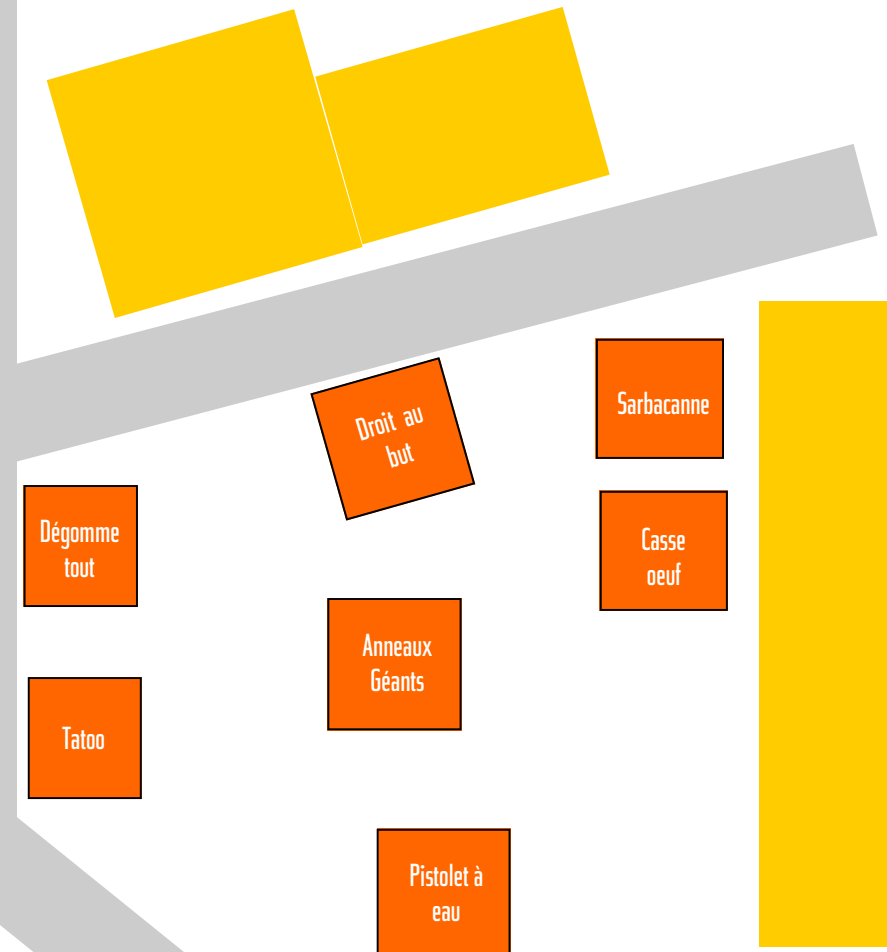 Droit au
but
Sarbacanne
Dégomme
tout
Casse
oeuf
Anneaux
Géants
Tatoo
Pistolet à
eau